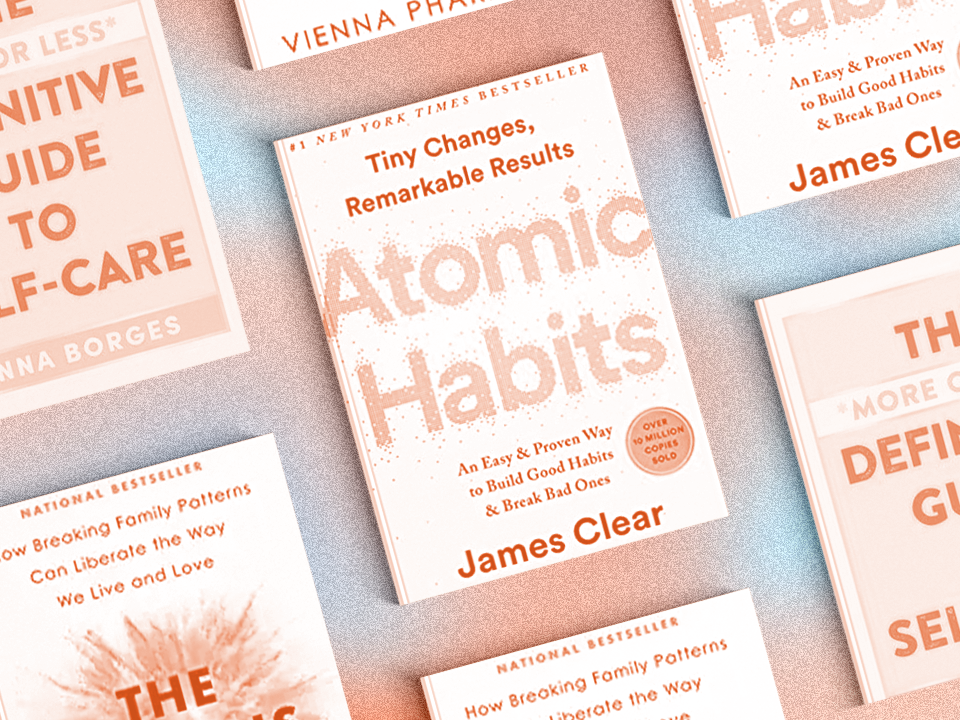 OR LESS*
NITIVE
UIDE
TO
LF-CARE
NNA BORGES
VIENNA PHAR
#1 NEW YORK TIMES BESTSELLER
Tiny Changes,
Remarkable Results
Atomic
Habits
An Easy & Proven Way
to Build Good Habits
& Break Bad Ones
OVER
10 MILLION
COPIES
SOLD
James Clear
Habi
An Easy & Proven Way
to Build Good Habits
& Break Bad Ones
James Cle
TH
*MORE O
DEFIN
GU
SEL
NATIONAL BESTSELLER
ow Breaking Family Patterns
Can Liberate the Way
We Live and Love
THE
NATIONAL BESTSELLER
How Breaking Family Patterns
Liberate the Way